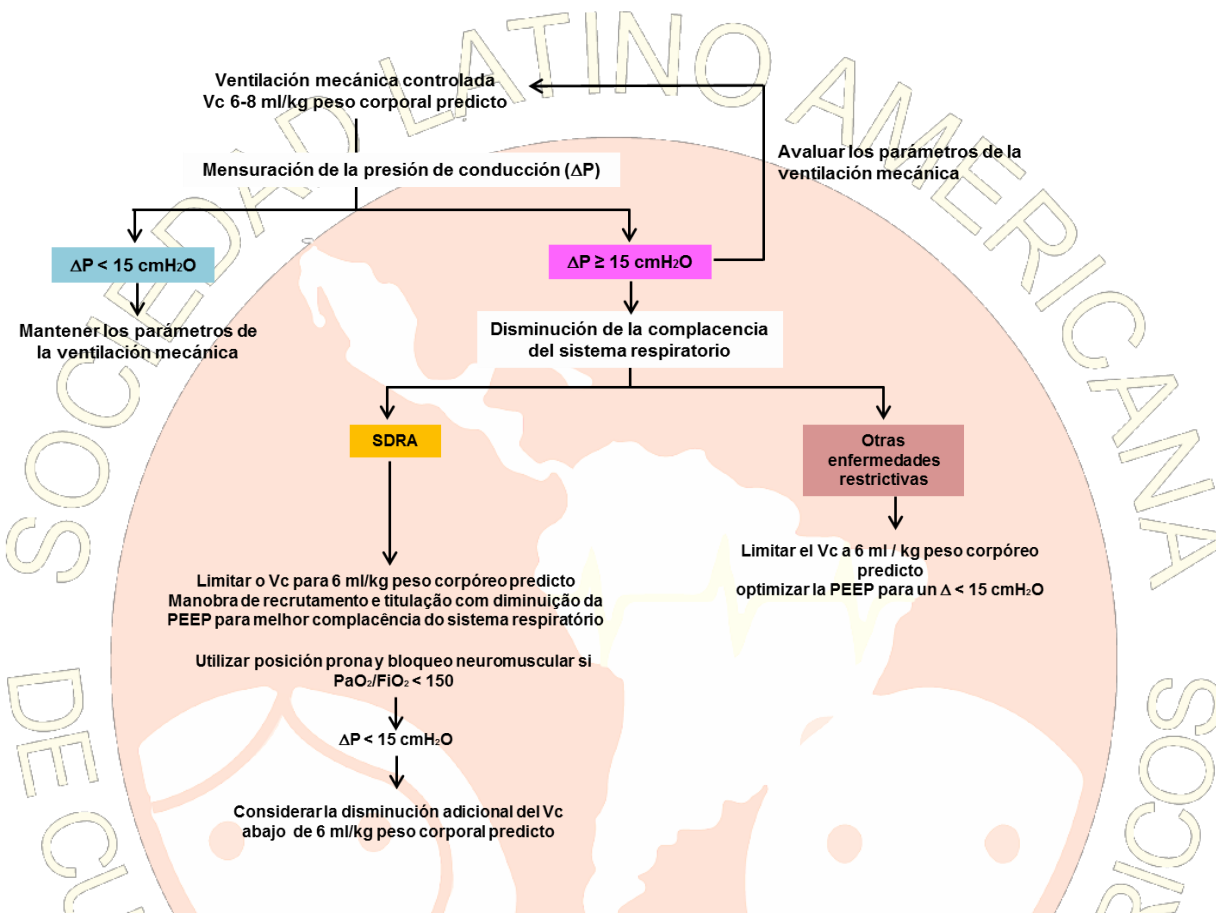 SOCIEDAD LATINO AMERICANA
Ventilación mecánica controlada
Vc 6-8 ml/kg peso corporal predicto
Avaluar los parámetros de la
ventilación mecánica
Mensuración de la presión de conducción (ΔP)
ΔP < 15 cmH₂O
ΔP ≥ 15 cmH₂O
Mantener los parámetros de
la ventilación mecánica
Disminución de la complacencia
del sistema respiratorio
SDRA
Otras
enfermedades
restrictivas
Limitar o Vc para 6 ml/kg peso corpóreo predicto
Manobra de recrutamento e titulação com diminuição da
PEEP para melhor complacência do sistema respiratório
Limitar el Vc a 6 ml / kg peso corpóreo
predicto
optimizar la PEEP para un Δ < 15 cmH₂O
Utilizar posición prona y bloqueo neuromuscular si
PaO₂/FiO₂ < 150
ΔP < 15 cmH₂O
Considerar la disminución adicional del Vc
abajo de 6 ml/kg peso corporal predicto
DE